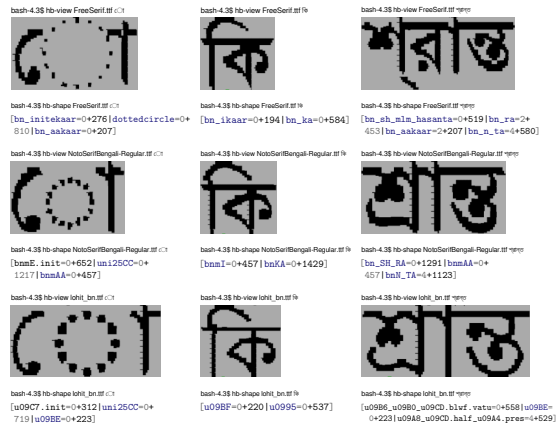 bash-4.3$ hb-view FreeSerif.ttf ো
ো
bash-4.3$ hb-shape FreeSerif.ttf ো
[bn_initekaar=0+276|dottedcircle=0+
810|bn_aakaar=0+207]
bash-4.3$ hb-view FreeSerif.ttf কি
কি
bash-4.3$ hb-shape FreeSerif.ttf কি
[bn_ikaar=0+194|bn_ka=0+584]
bash-4.3$ hb-view FreeSerif.ttf শ্রান্ত
শ্রান্ত
bash-4.3$ hb-shape FreeSerif.ttf শ্রান্ত
[bn_sh_mlm_hasanta=0+519|bn_ra=2+
453|bn_aakaar=2+207|bn_n_ta=4+580]
bash-4.3$ hb-view NotoSerifBengali-Regular.ttf ো
ো
bash-4.3$ hb-shape NotoSerifBengali-Regular.ttf ো
[bnmE.init=0+652|uni25CC=0+
1217|bnmAA=0+457]
bash-4.3$ hb-view NotoSerifBengali-Regular.ttf কি
কি
bash-4.3$ hb-shape NotoSerifBengali-Regular.ttf কি
[bnmI=0+457|bnKA=0+1429]
bash-4.3$ hb-view NotoSerifBengali-Regular.ttf শ্রান্ত
শ্রান্ত
bash-4.3$ hb-shape NotoSerifBengali-Regular.ttf শ্রান্ত
[bn_SH_RA=0+1291|bnmAA=0+
457|bnN_TA=4+1123]
bash-4.3$ hb-view lohit_bn.ttf ো
ো
bash-4.3$ hb-shape lohit_bn.ttf ো
[u09C7.init=0+312|uni25CC=0+
719|u09BE=0+223]
bash-4.3$ hb-view lohit_bn.ttf কি
কি
bash-4.3$ hb-shape lohit_bn.ttf কি
[u09BF=0+220|u0995=0+537]
bash-4.3$ hb-view lohit_bn.ttf শ্রান্ত
শ্রান্ত
bash-4.3$ hb-shape lohit_bn.ttf শ্রান্ত
[u09B6_u09B0_u09CD.blwf.vatu=0+558|u09BE=
0+223|u09A8_u09CD.half_u09A4.pres=4+529]